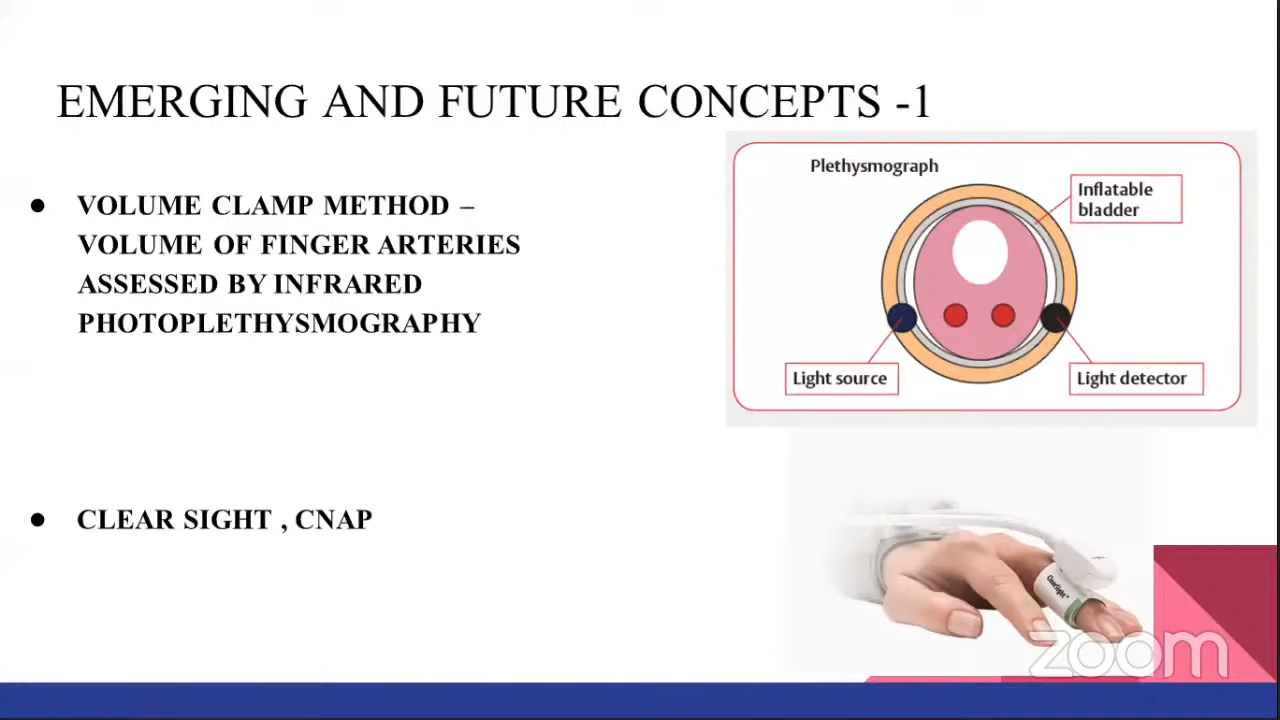 EMERGING AND FUTURE CONCEPTS -1
● VOLUME CLAMP METHOD –
VOLUME OF FINGER ARTERIES
ASSESSED BY INFRARED
PHOTOPLETHYSMOGRAPHY
● CLEAR SIGHT , CNAP
Plethysmograph
Inflatable
bladder
Light source
Light detector
ClearSight™
zoom